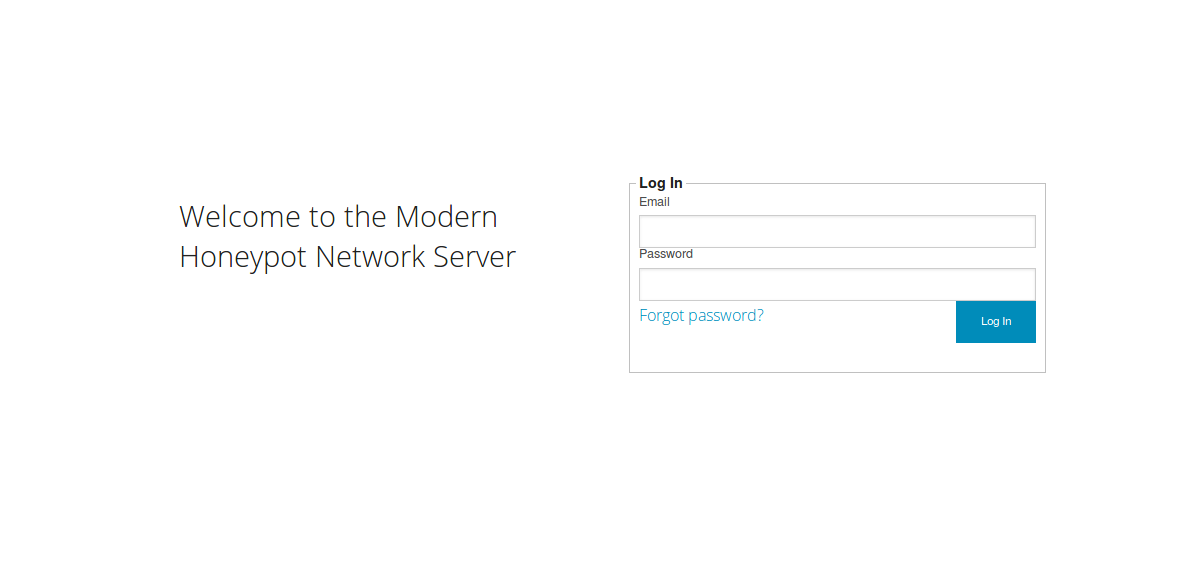 Welcome to the Modern
Honeypot Network Server
Log In
Email
Password
Forgot password?
Log In